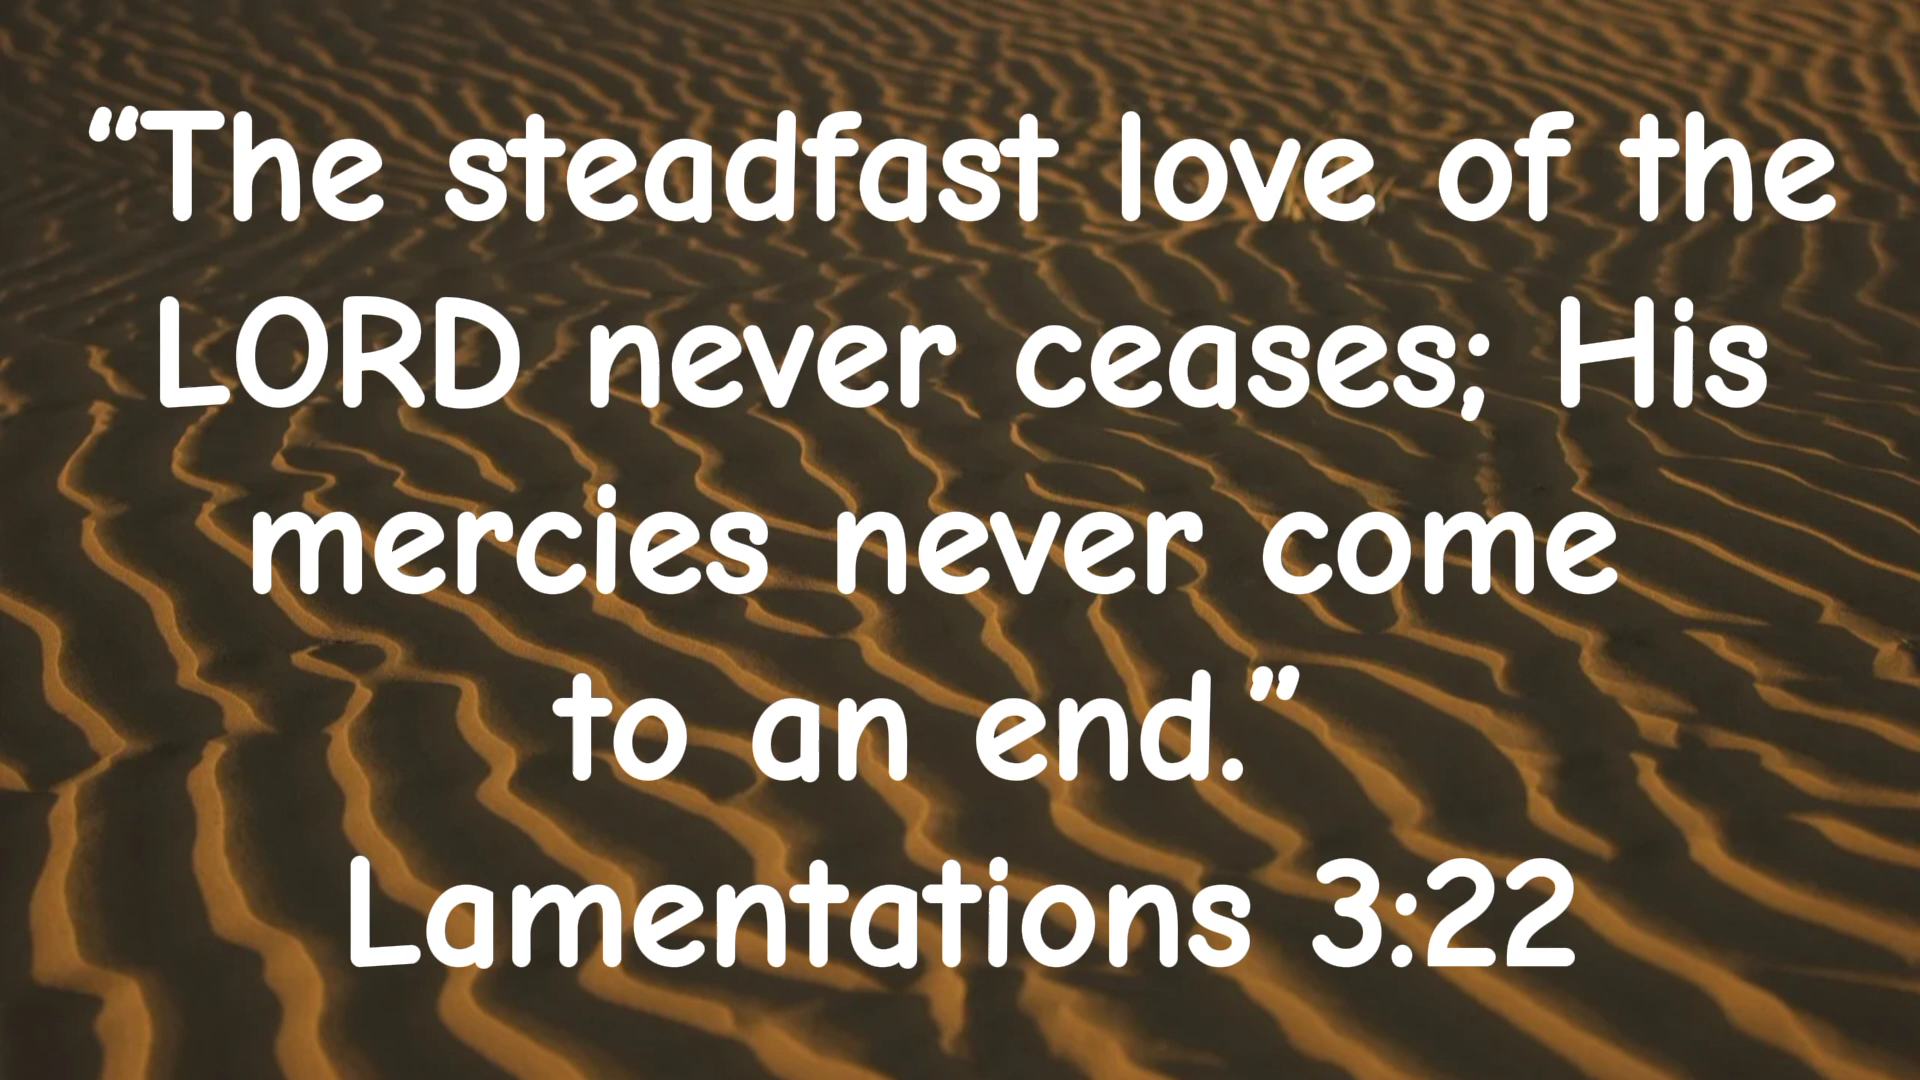 “The steadfast love of the
LORD never ceases; His
mercies never come
to an end.”
Lamentations 3:22